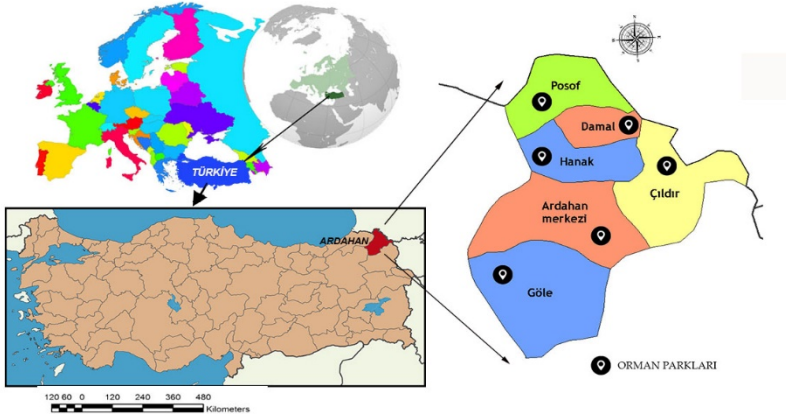 TÜRKİYE
ARDAHAN
120 60 0 120 240 360 480
Kilometers
Posof
Damal
Hanak
Çıldır
Ardahan
merkezi
Göle
ORMAN PARKLARI